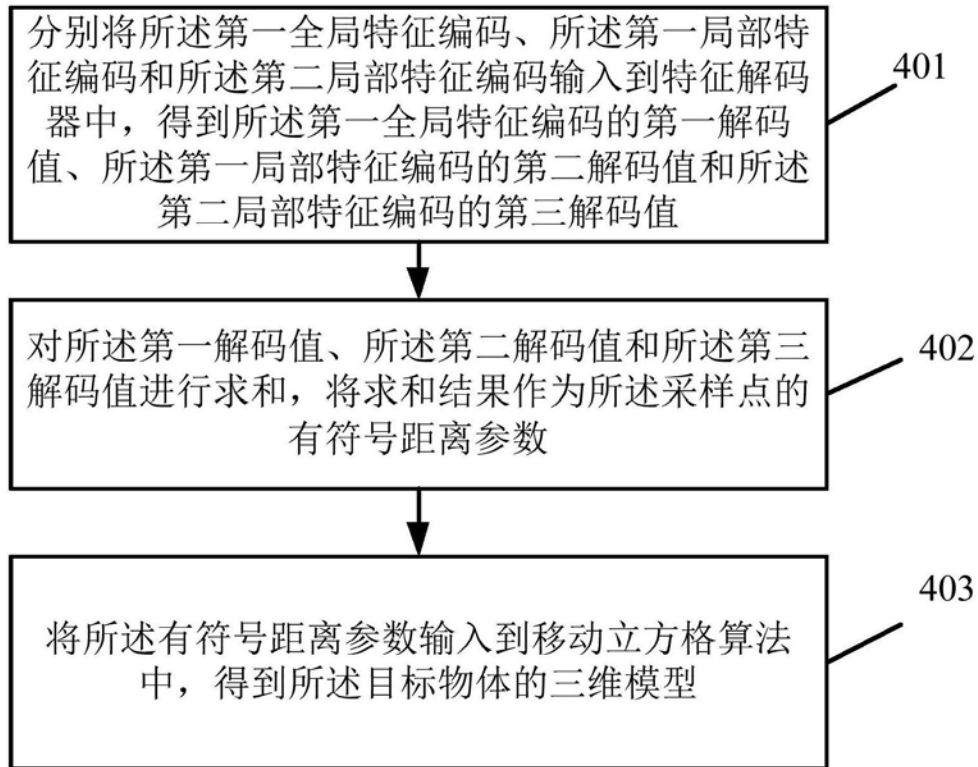 分别将所述第一全局特征编码、所述第一局部特
征编码和所述第二局部特征编码输入到特征解码
器中，得到所述第一全局特征编码的第一解码
值、所述第一局部特征编码的第二解码值和所述
第二局部特征编码的第三解码值
401
对所述第一解码值、所述第二解码值和所述第三
解码值进行求和，将求和结果作为所述采样点的
有符号距离参数
402
将所述有符号距离参数输入到移动立方格算法
中，得到所述目标物体的三维模型
403